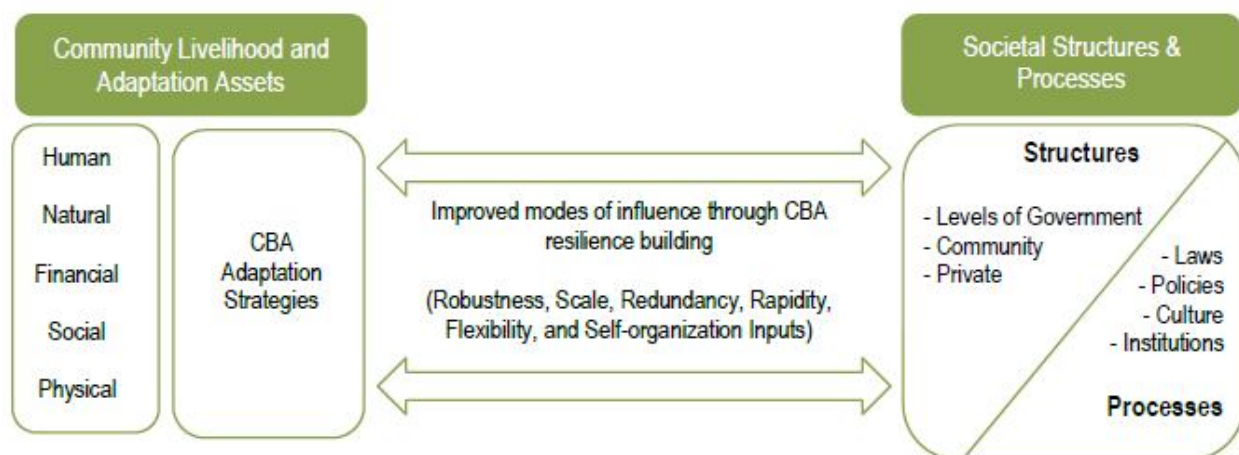 Community Livelihood and
Adaptation Assets
Societal Structures &
Processes
Human
Natural
Financial
Social
Physical
CBA
Adaptation
Strategies
Improved modes of influence through CBA
resilience building
(Robustness, Scale, Redundancy, Rapidity,
Flexibility, and Self-organization Inputs)
Structures
- Levels of Government
- Community
- Private
- Laws
- Policies
- Culture
- Institutions
Processes